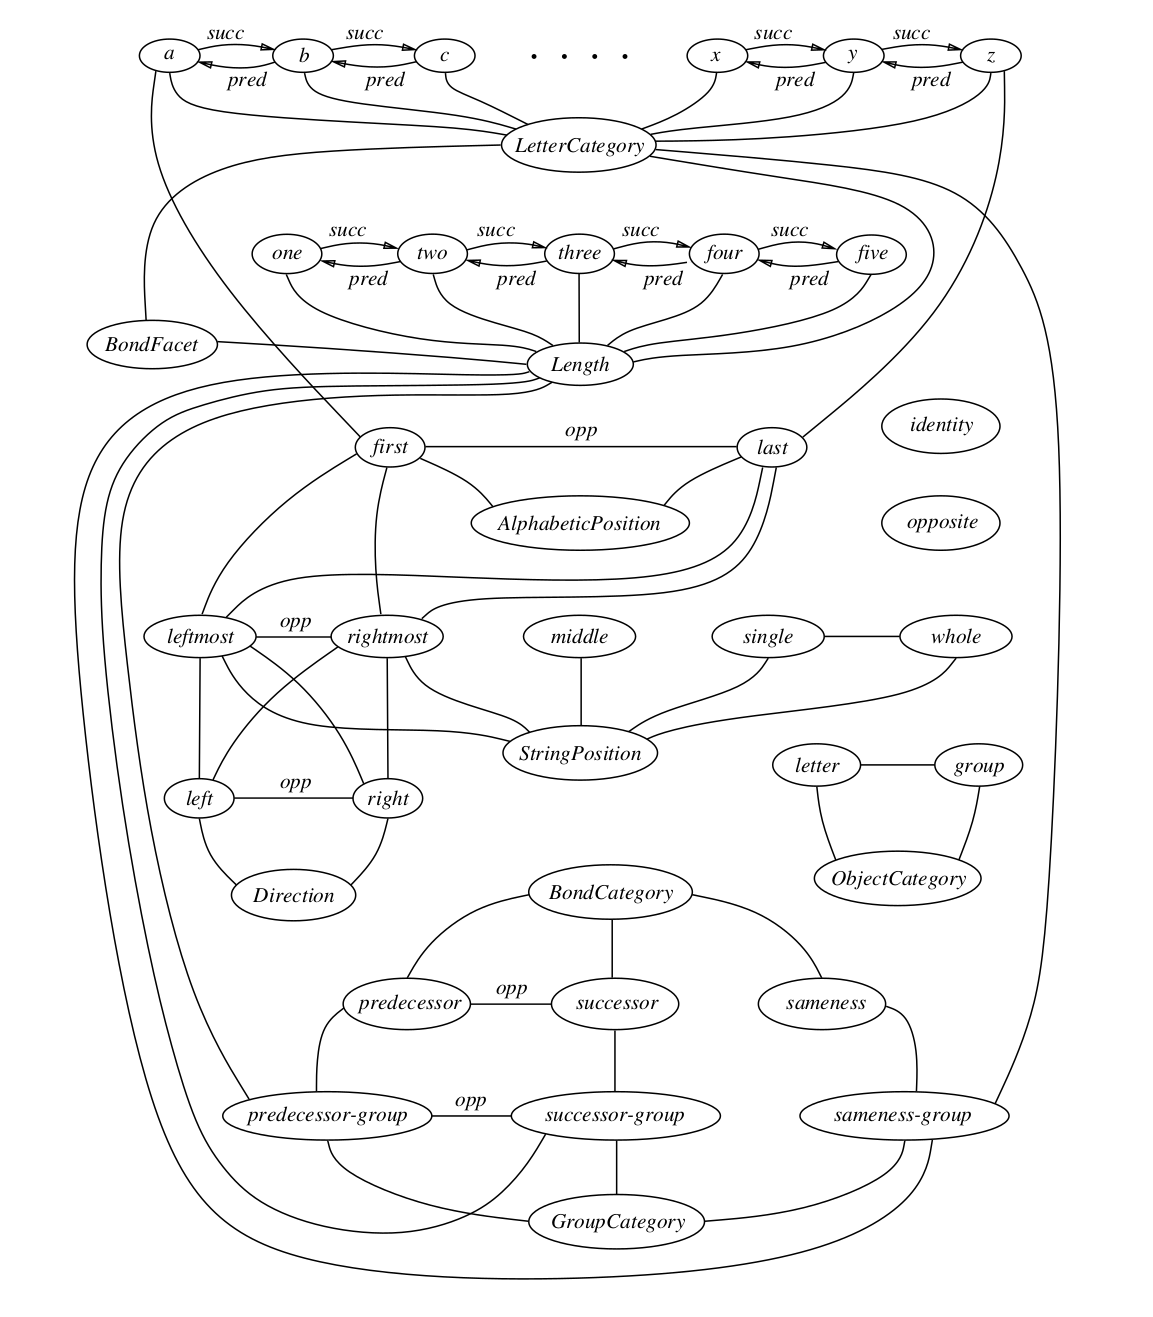 succ succ succ succ
a b c . . . . x y z
pred pred pred pred
LetterCategory
succ succ succ succ
one two three four five
pred pred pred pred
BondFacet
Length
identity
opp
first last
AlphabeticPosition
opposite
opp
leftmost rightmost middle single whole
StringPosition
letter group
opp
left right
ObjectCategory
Direction
BondCategory
opp
predecessor successor sameness
opp
predecessor-group successor-group sameness-group
GroupCategory